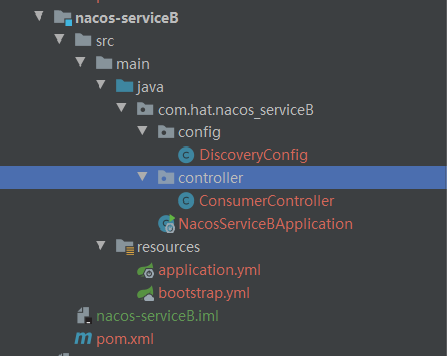 nacos-serviceB
src
main
java
com.hat.nacos_serviceB
config
DiscoveryConfig
controller
ConsumerController
NacosServiceBApplication
resources
application.yml
bootstrap.yml
nacos-serviceB.iml
pom.xml